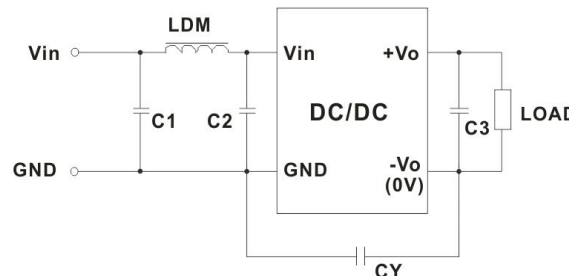 LDM
Vin
Vin
+Vo
C1
C2
DC/DC
C3
LOAD
GND
GND
-Vo
(0V)
CY